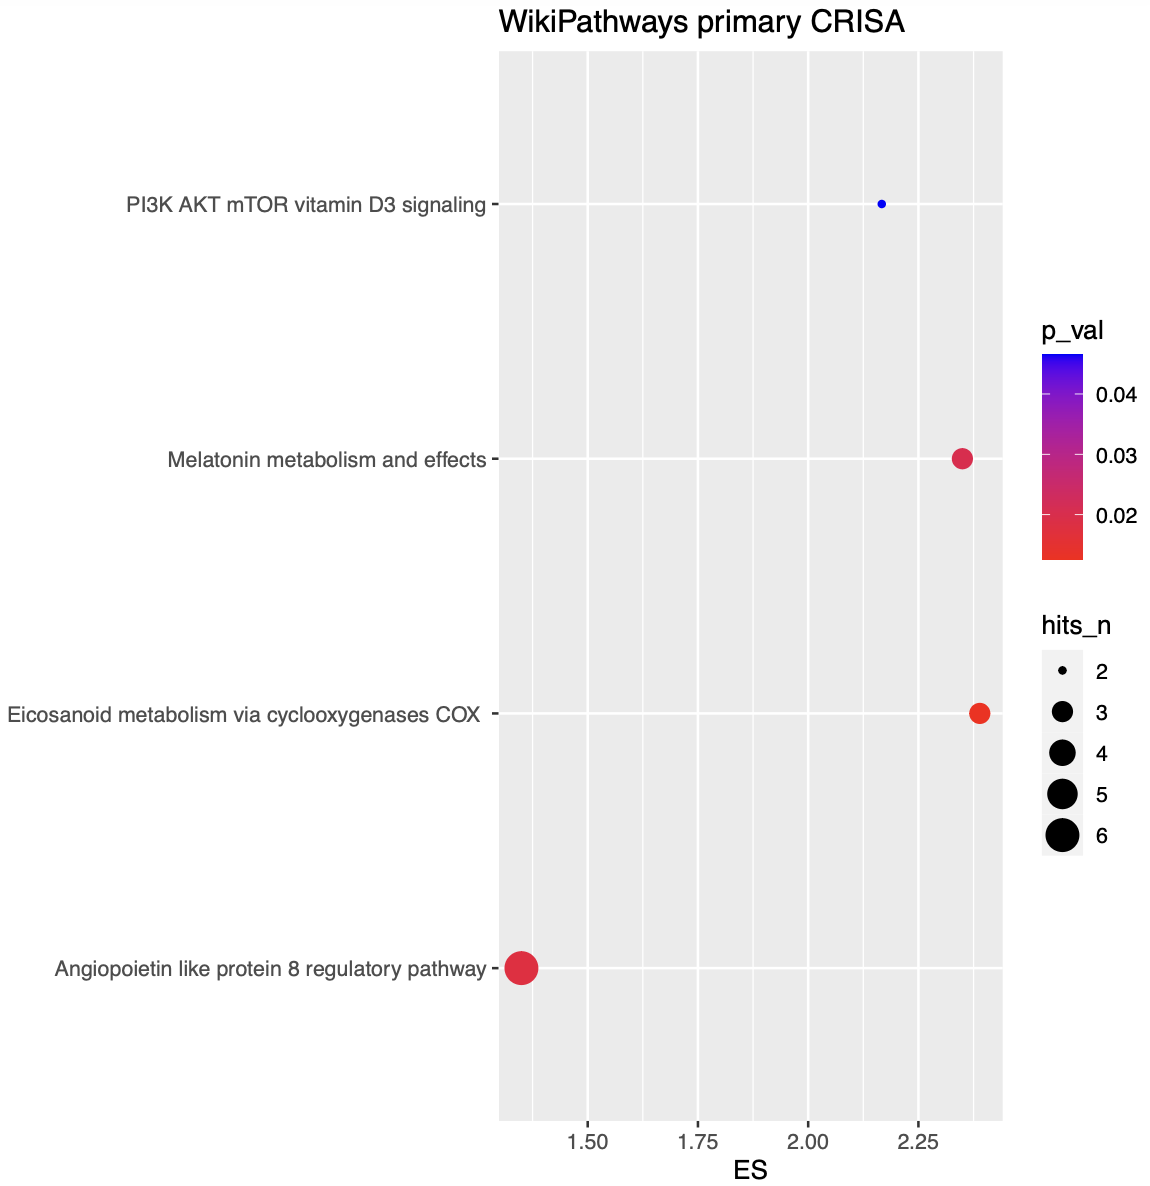 WikiPathways primary CRISA
PI3K AKT mTOR vitamin D3 signaling
Melatonin metabolism and effects
Eicosanoid metabolism via cyclooxygenases COX
Angiopoietin like protein 8 regulatory pathway
1.50 1.75 2.00 2.25
ES
p_val
0.04
0.03
0.02
hits_n
2
3
4
5
6